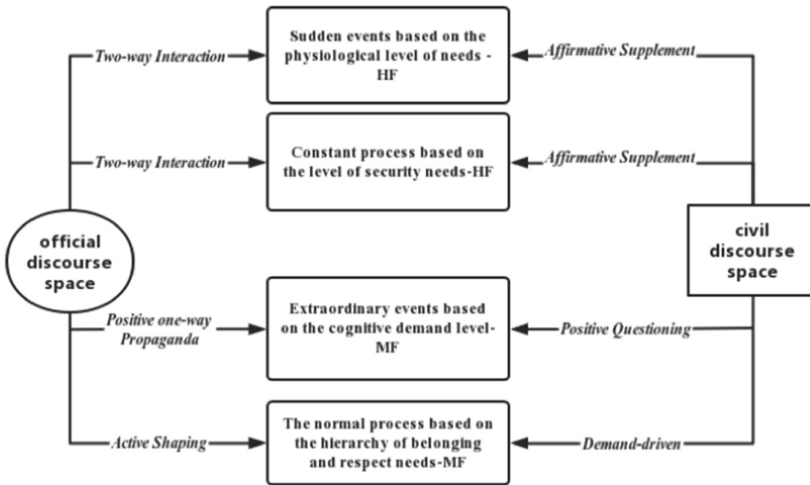 Sudden events based on the
physiological level of needs -
HF
Two-way Interaction
Affirmative Supplement
Constant process based on
the level of security needs-HF
Two-way Interaction
Affirmative Supplement
official
discourse
space
civil
discourse
space
Extraordinary events based
on the cognitive demand level-
MF
Positive one-way
Propaganda
Positive Questioning
The normal process based on
the hierarchy of belonging
and respect needs-MF
Active Shaping
Demand-driven